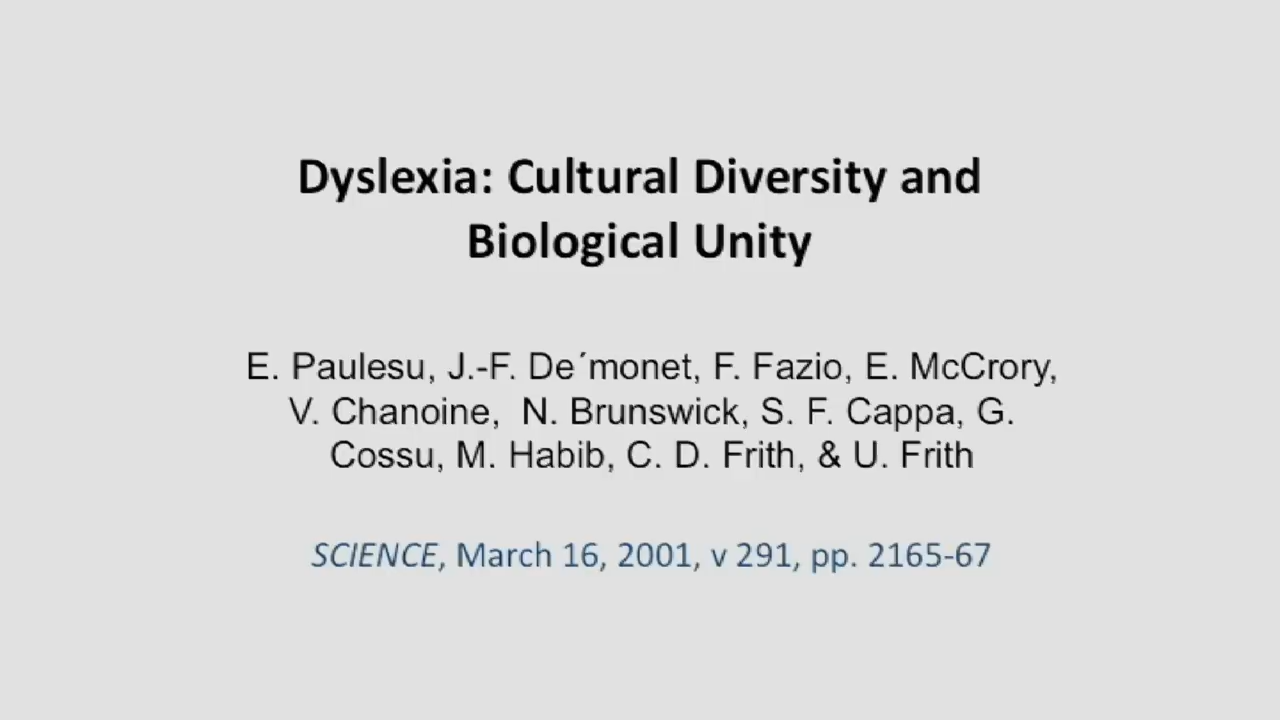 Dyslexia: Cultural Diversity and
Biological Unity
E. Paulesu, J.-F. De´monet, F. Fazio, E. McCrory,
V. Chanoine,  N. Brunswick, S. F. Cappa, G.
Cossu, M. Habib, C. D. Frith, & U. Frith
SCIENCE, March 16, 2001, v 291, pp. 2165-67